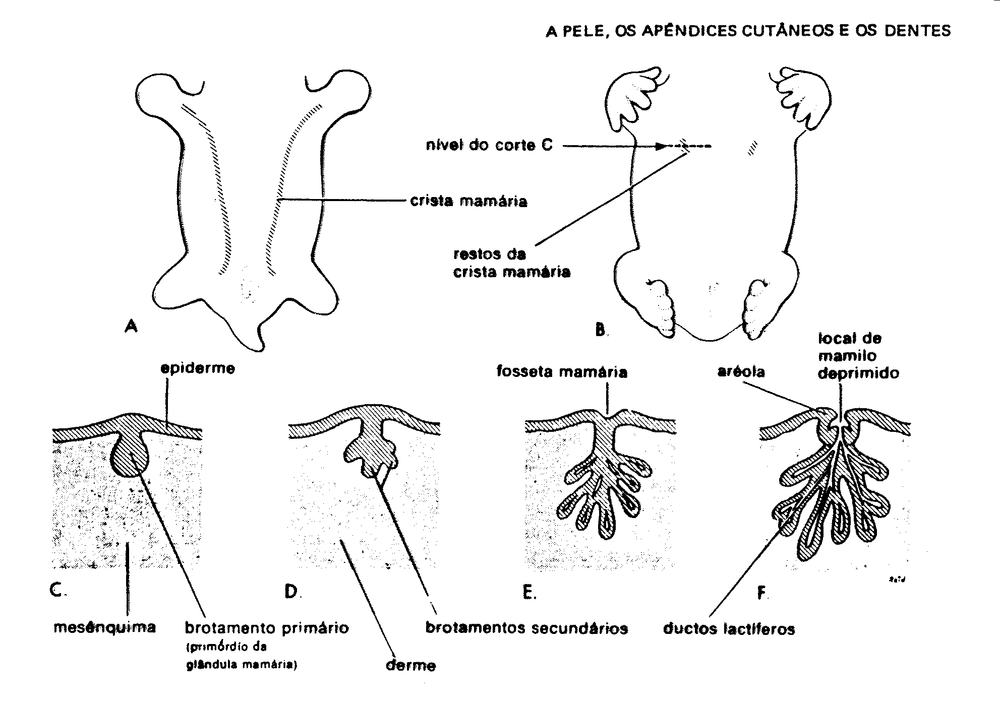 A PELE, OS APÊNDICES CUTÂNEOS E OS DENTES
nível do corte C
crista mamária
restos da
crista mamária
A
B.
epiderme
fosseta mamária
aréola
local de
mamilo
deprimido
C.
D.
E.
F.
mesênquima
brotamento primário
(primórdio da
glândula mamária)
brotamentos secundários
ductos lactíferos
derme